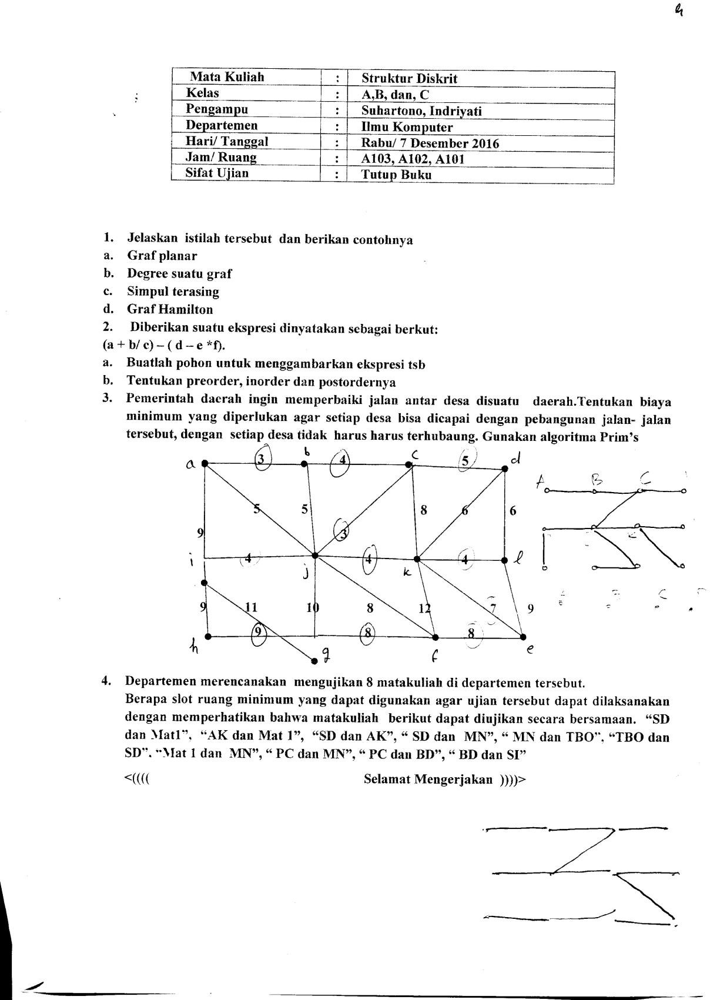 Mata Kuliah : Struktur Diskrit
Kelas : A,B, dan, C
Pengampu : Suhartono, Indriyati
Departemen : Ilmu Komputer
Hari/ Tanggal : Rabu/ 7 Desember 2016
Jam/ Ruang : A103, A102, A101
Sifat Ujian : Tutup Buku
1. Jelaskan istilah tersebut dan berikan contohnya
a. Graf planar
b. Degree suatu graf
c. Simpul terasing
d. Graf Hamilton
2. Diberikan suatu ekspresi dinyatakan sebagai berkut:
(a + b/ c) – ( d – e *f).
a. Buatlah pohon untuk menggambarkan ekspresi tsb
b. Tentukan preorder, inorder dan postordernya
3. Pemerintah daerah ingin memperbaiki jalan antar desa disuatu daerah.Tentukan biaya
minimum yang diperlukan agar setiap desa bisa dicapai dengan pebangunan jalan- jalan
tersebut, dengan setiap desa tidak harus harus terhubaung. Gunakan algoritma Prim's
a 3 b 4 c 5 d
A B C
5 5 8 6 6
9 3
i 4 j 4 k 4 l
K
9 11 10 8 12 7 9
h 9 8 8
g f e
4. Departemen merencanakan mengujikan 8 matakuliah di departemen tersebut.
Berapa slot ruang minimum yang dapat digunakan agar ujian tersebut dapat dilaksanakan
dengan memperhatikan bahwa matakuliah berikut dapat diujikan secara bersamaan. “SD
dan Mat1”, “AK dan Mat 1”, “SD dan AK”, “ SD dan MN”, “ MN dan TBO”, “TBO dan
SD”. “Mat 1 dan MN”, “ PC dan MN”, “ PC dan BD”, “ BD dan SI”
<(((( Selamat Mengerjakan ))))>